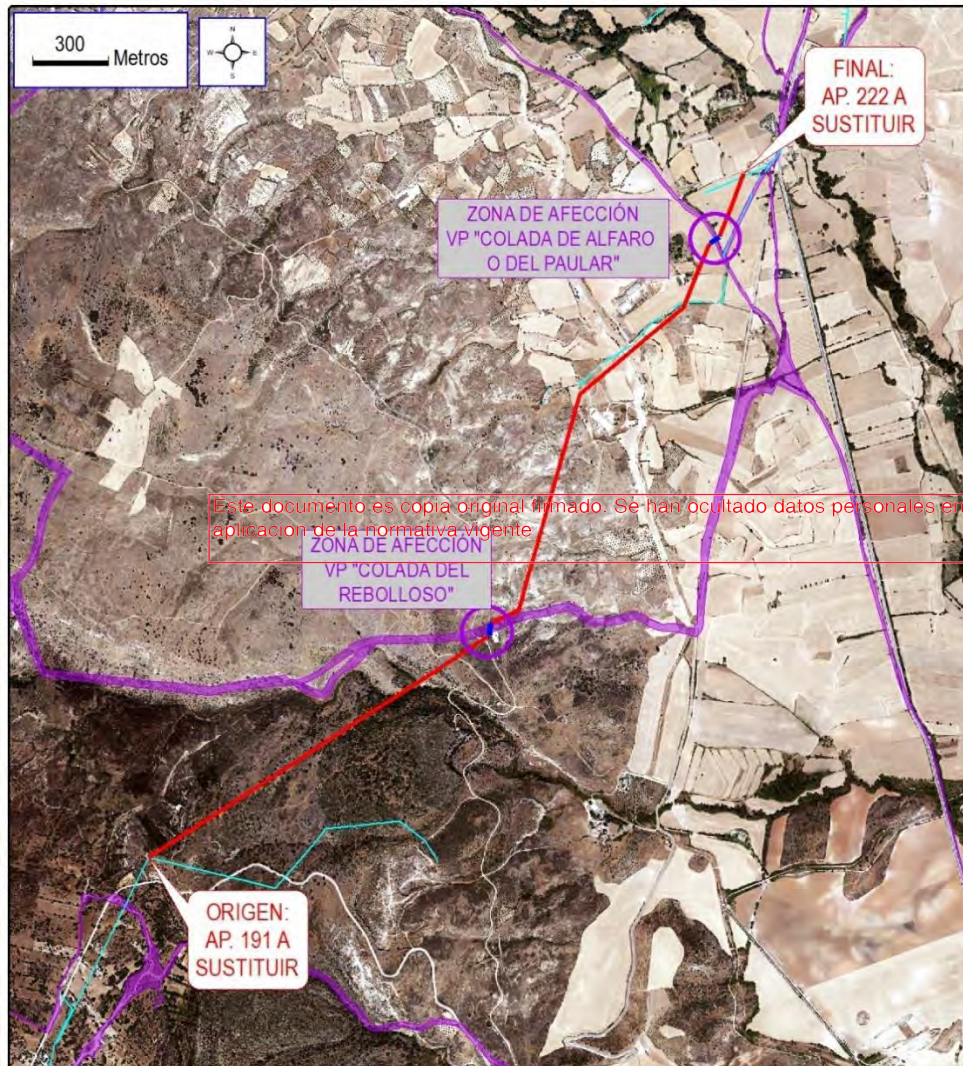 300
Metros
N
W E
S
FINAL:
AP. 222 A
SUSTITUIR
ZONA DE AFECCIÓN
VP "COLADA DE ALFARO
O DEL PAULAR"
Este documento es copia original firmado. Se han ocultado datos personales en
aplicación de la normativa vigente
ZONA DE AFECCIÓN
VP "COLADA DEL
REBOLLOSO"
ORIGEN:
AP. 191 A
SUSTITUIR